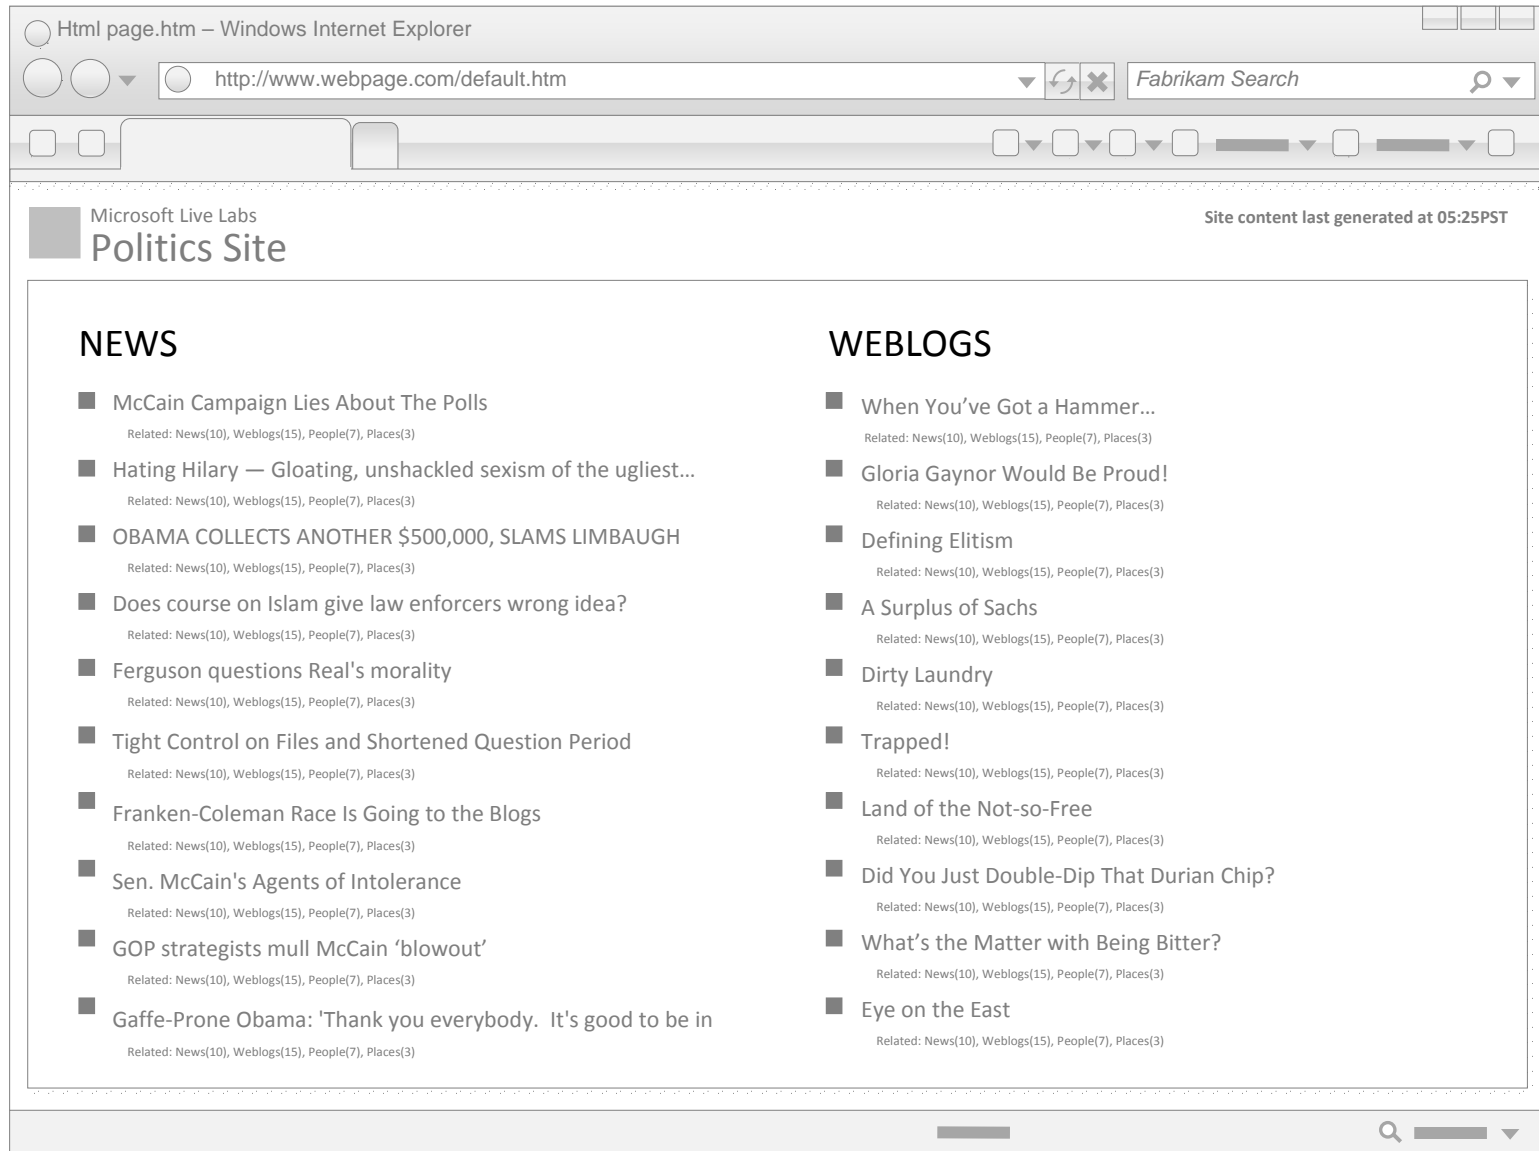 Html page.htm – Windows Internet Explorer
http://www.webpage.com/default.htm
Fabrikam Search
Microsoft Live Labs
Politics Site
Site content last generated at 05:25PST
NEWS
McCain Campaign Lies About The Polls
Related: News(10), Weblogs(15), People(7), Places(3)
Hating Hilary — Gloating, unshackled sexism of the ugliest…
Related: News(10), Weblogs(15), People(7), Places(3)
OBAMA COLLECTS ANOTHER $500,000, SLAMS LIMBAUGH
Related: News(10), Weblogs(15), People(7), Places(3)
Does course on Islam give law enforcers wrong idea?
Related: News(10), Weblogs(15), People(7), Places(3)
Ferguson questions Real's morality
Related: News(10), Weblogs(15), People(7), Places(3)
Tight Control on Files and Shortened Question Period
Related: News(10), Weblogs(15), People(7), Places(3)
Franken-Coleman Race Is Going to the Blogs
Related: News(10), Weblogs(15), People(7), Places(3)
Sen. McCain's Agents of Intolerance
Related: News(10), Weblogs(15), People(7), Places(3)
GOP strategists mull McCain ‘blowout’
Related: News(10), Weblogs(15), People(7), Places(3)
Gaffe-Prone Obama: 'Thank you everybody.  It's good to be in
Related: News(10), Weblogs(15), People(7), Places(3)
WEBLOGS
When You’ve Got a Hammer…
Related: News(10), Weblogs(15), People(7), Places(3)
Gloria Gaynor Would Be Proud!
Related: News(10), Weblogs(15), People(7), Places(3)
Defining Elitism
Related: News(10), Weblogs(15), People(7), Places(3)
A Surplus of Sachs
Related: News(10), Weblogs(15), People(7), Places(3)
Dirty Laundry
Related: News(10), Weblogs(15), People(7), Places(3)
Trapped!
Related: News(10), Weblogs(15), People(7), Places(3)
Land of the Not-so-Free
Related: News(10), Weblogs(15), People(7), Places(3)
Did You Just Double-Dip That Durian Chip?
Related: News(10), Weblogs(15), People(7), Places(3)
What’s the Matter with Being Bitter?
Related: News(10), Weblogs(15), People(7), Places(3)
Eye on the East
Related: News(10), Weblogs(15), People(7), Places(3)